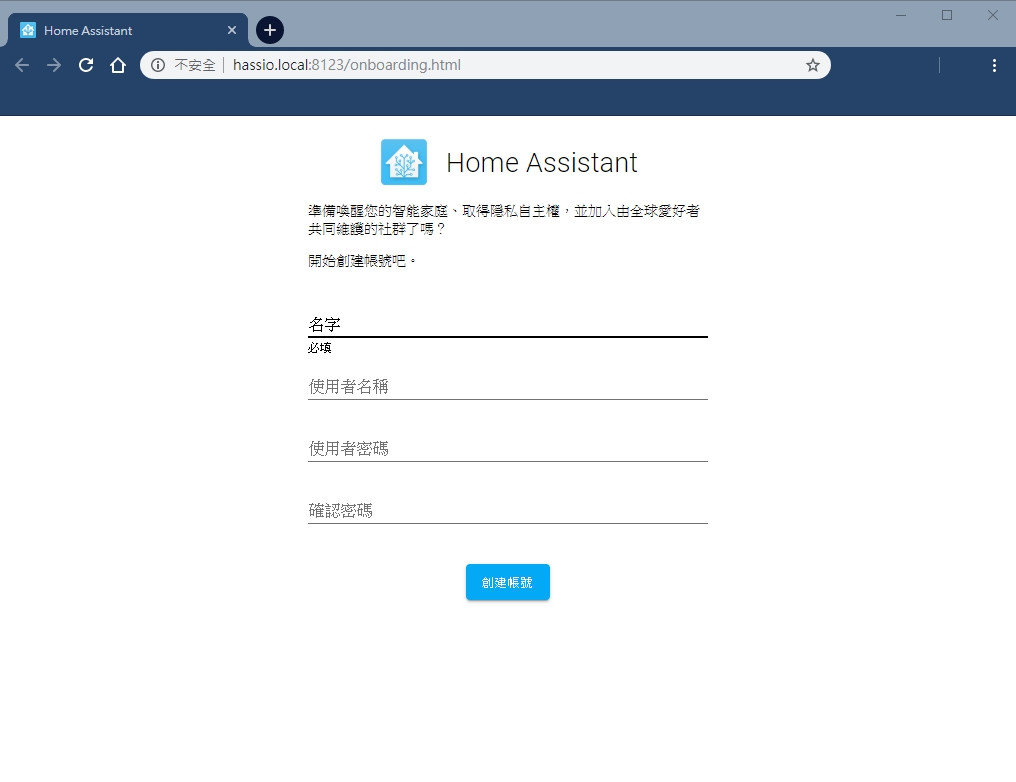 Home Assistant
不安全 hassio.local:8123/onboarding.html
Home Assistant
準備喚醒您的智能家庭、取得隱私自主權，並加入由全球愛好者
共同維護的社群了嗎？
開始創建帳號吧。
名字
必填
使用者名稱
使用者密碼
確認密碼
創建帳號